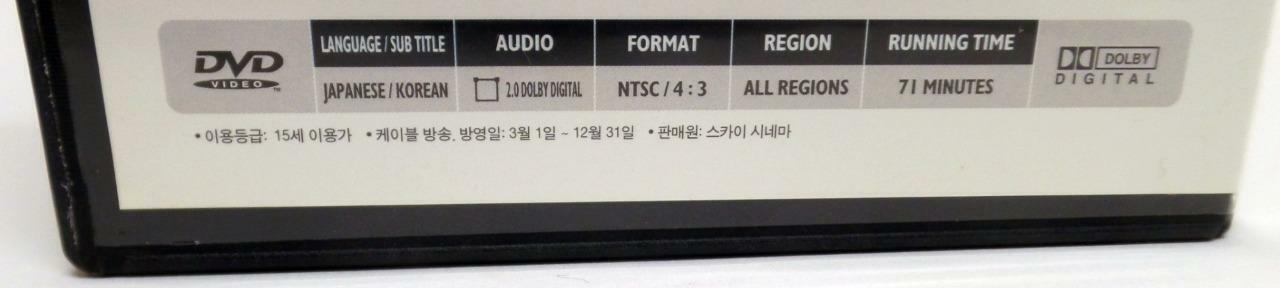 DVD VIDEO TM
LANGUAGE / SUB TITLE AUDIO FORMAT REGION RUNNING TIME
JAPANESE / KOREAN 2.0 DOLBY DIGITAL NTSC / 4 : 3 ALL REGIONS 71 MINUTES
DOLBY DIGITAL
• 이용등급: 15세 이용가 • 케이블 방송, 방영일: 3월 1일 ~ 12월 31일 • 판매원: 스카이 시네마